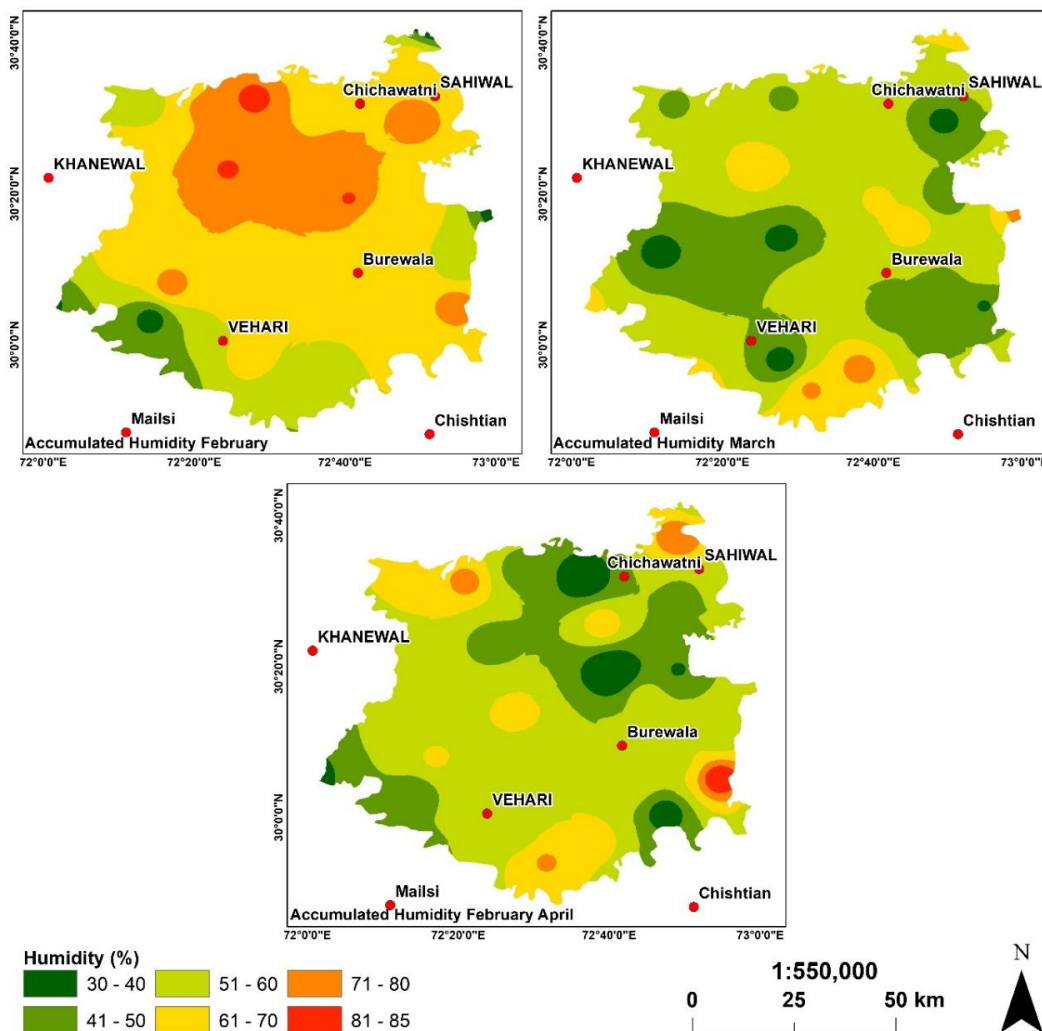 30°40'0"N
30°20'0"N
30°0'0"N
Chichawatni
SAHIWAL
KHANEWAL
Burewala
VEHARI
Mailsi
Chishtian
Accumulated Humidity February
72°0'0"E
72°20'0"E
72°40'0"E
73°0'0"E
30°40'0"N
30°20'0"N
30°0'0"N
Chichawatni
SAHIWAL
KHANEWAL
Burewala
VEHARI
Mailsi
Chishtian
Accumulated Humidity March
72°0'0"E
72°20'0"E
72°40'0"E
73°0'0"E
30°40'0"N
30°20'0"N
30°0'0"N
Chichawatni
SAHIWAL
KHANEWAL
Burewala
VEHARI
Mailsi
Chishtian
Accumulated Humidity February April
72°0'0"E
72°20'0"E
72°40'0"E
73°0'0"E
Humidity (%)
30 - 40
51 - 60
71 - 80
41 - 50
61 - 70
81 - 85
1:550,000
0 25 50 km
N